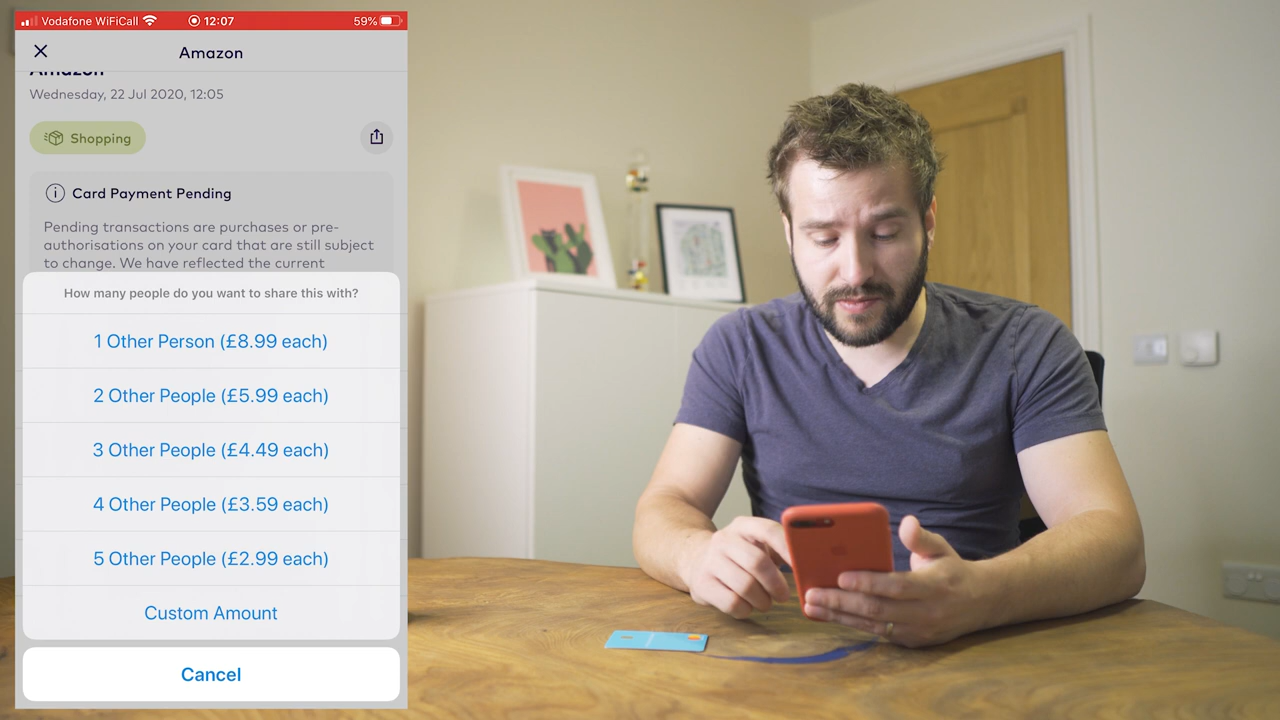 Vodafone WiFiCall 12:07 59%
Amazon
Amazon
Wednesday, 22 Jul 2020, 12:05
Shopping
Card Payment Pending
Pending transactions are purchases or pre-
authorisations on your card that are still subject
to change. We have reflected the current
How many people do you want to share this with?
1 Other Person (£8.99 each)
2 Other People (£5.99 each)
3 Other People (£4.49 each)
4 Other People (£3.59 each)
5 Other People (£2.99 each)
Custom Amount
Cancel